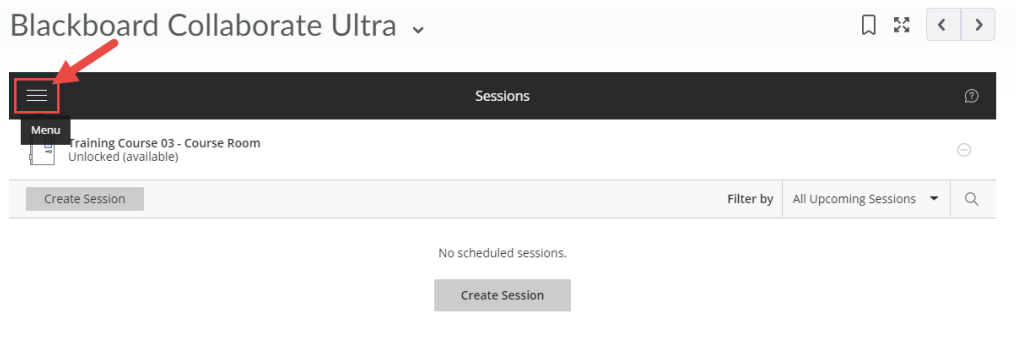 Blackboard Collaborate Ultra
Sessions
Menu
Training Course 03 - Course Room
Unlocked (available)
Create Session
Filter by All Upcoming Sessions
No scheduled sessions.
Create Session